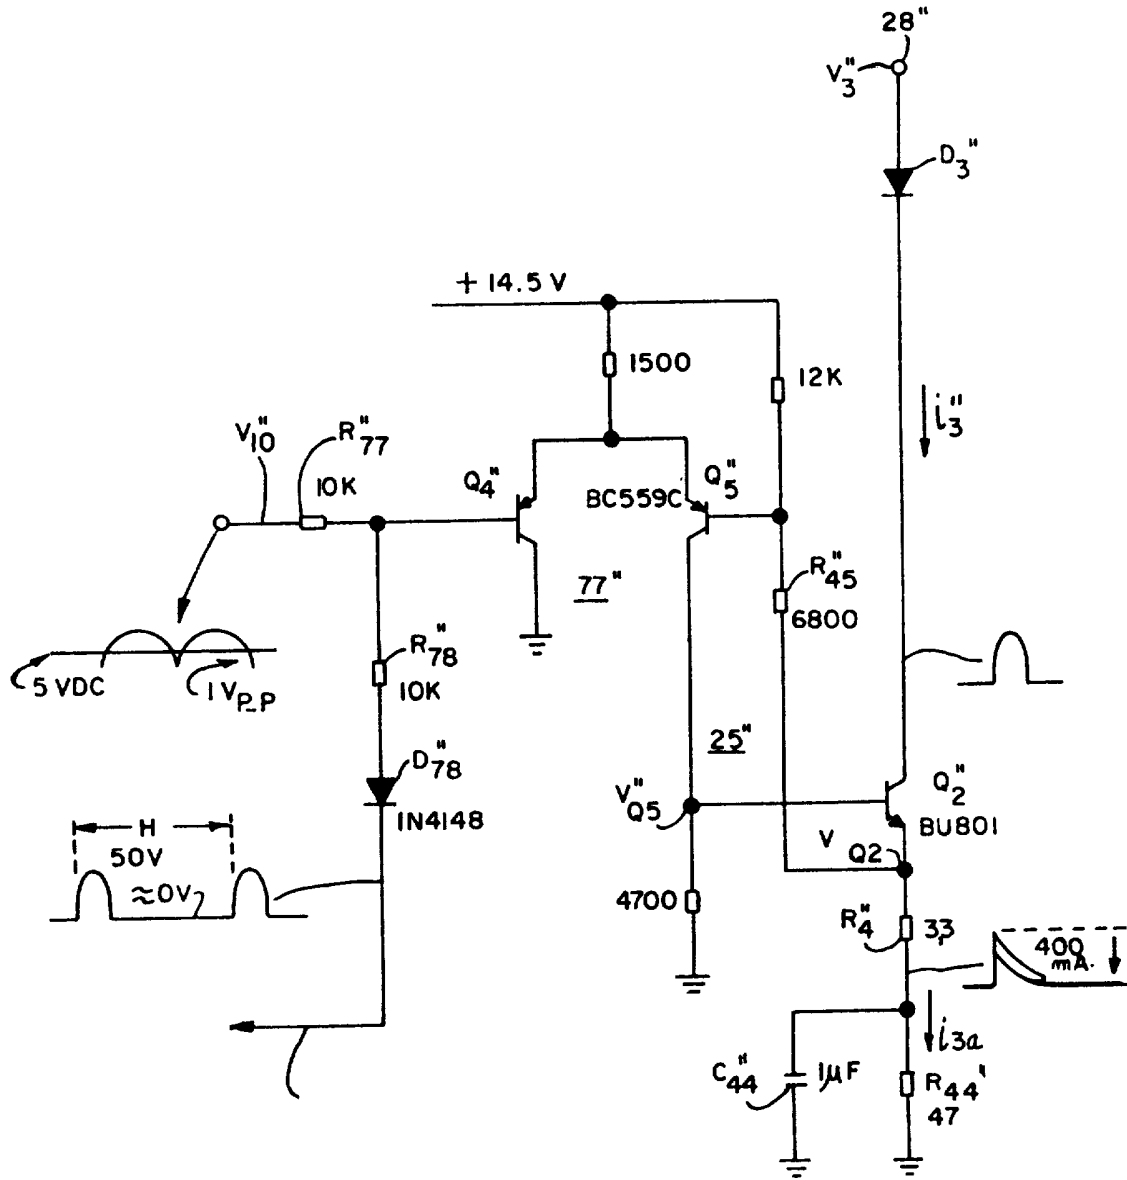 28"
V3"
D3"
+ 14.5 V
1500
12K
i3"
V10"
R77"
10K
Q4"
Q5"
BC559C
77"
R45"
6800
5 VDC
1 VP-P
R78"
10K
25"
D78"
1N4148
VQ5"
Q2"
BU801
H
50V
≈0V
V Q2
4700
R4"
3,3
400
mA.
i3a
C44"
1µF
R44'
47